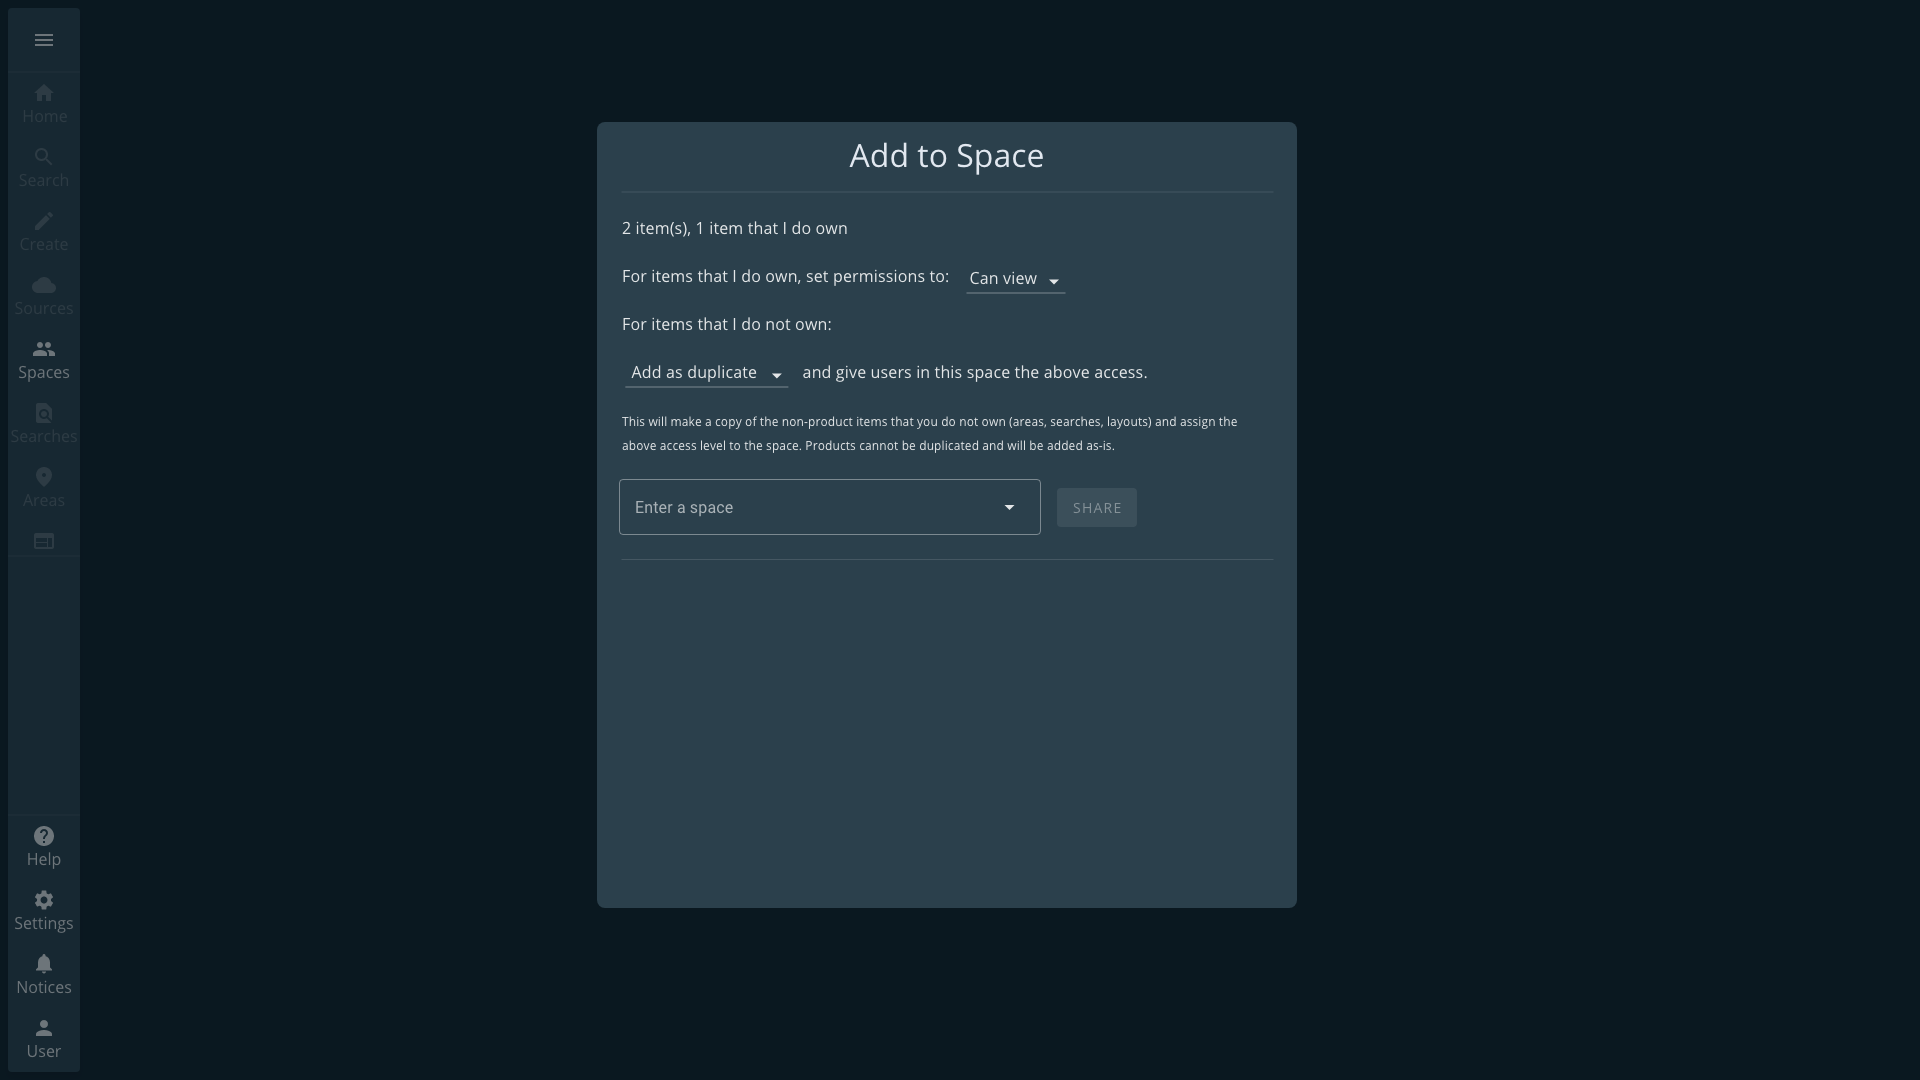 Home
Search
Create
Sources
Spaces
Searches
Areas
Help
Settings
Notices
User
Add to Space
2 item(s), 1 item that I do own
For items that I do own, set permissions to: Can view
For items that I do not own:
Add as duplicate and give users in this space the above access.
This will make a copy of the non-product items that you do not own (areas, searches, layouts) and assign the
above access level to the space. Products cannot be duplicated and will be added as-is.
Enter a space SHARE